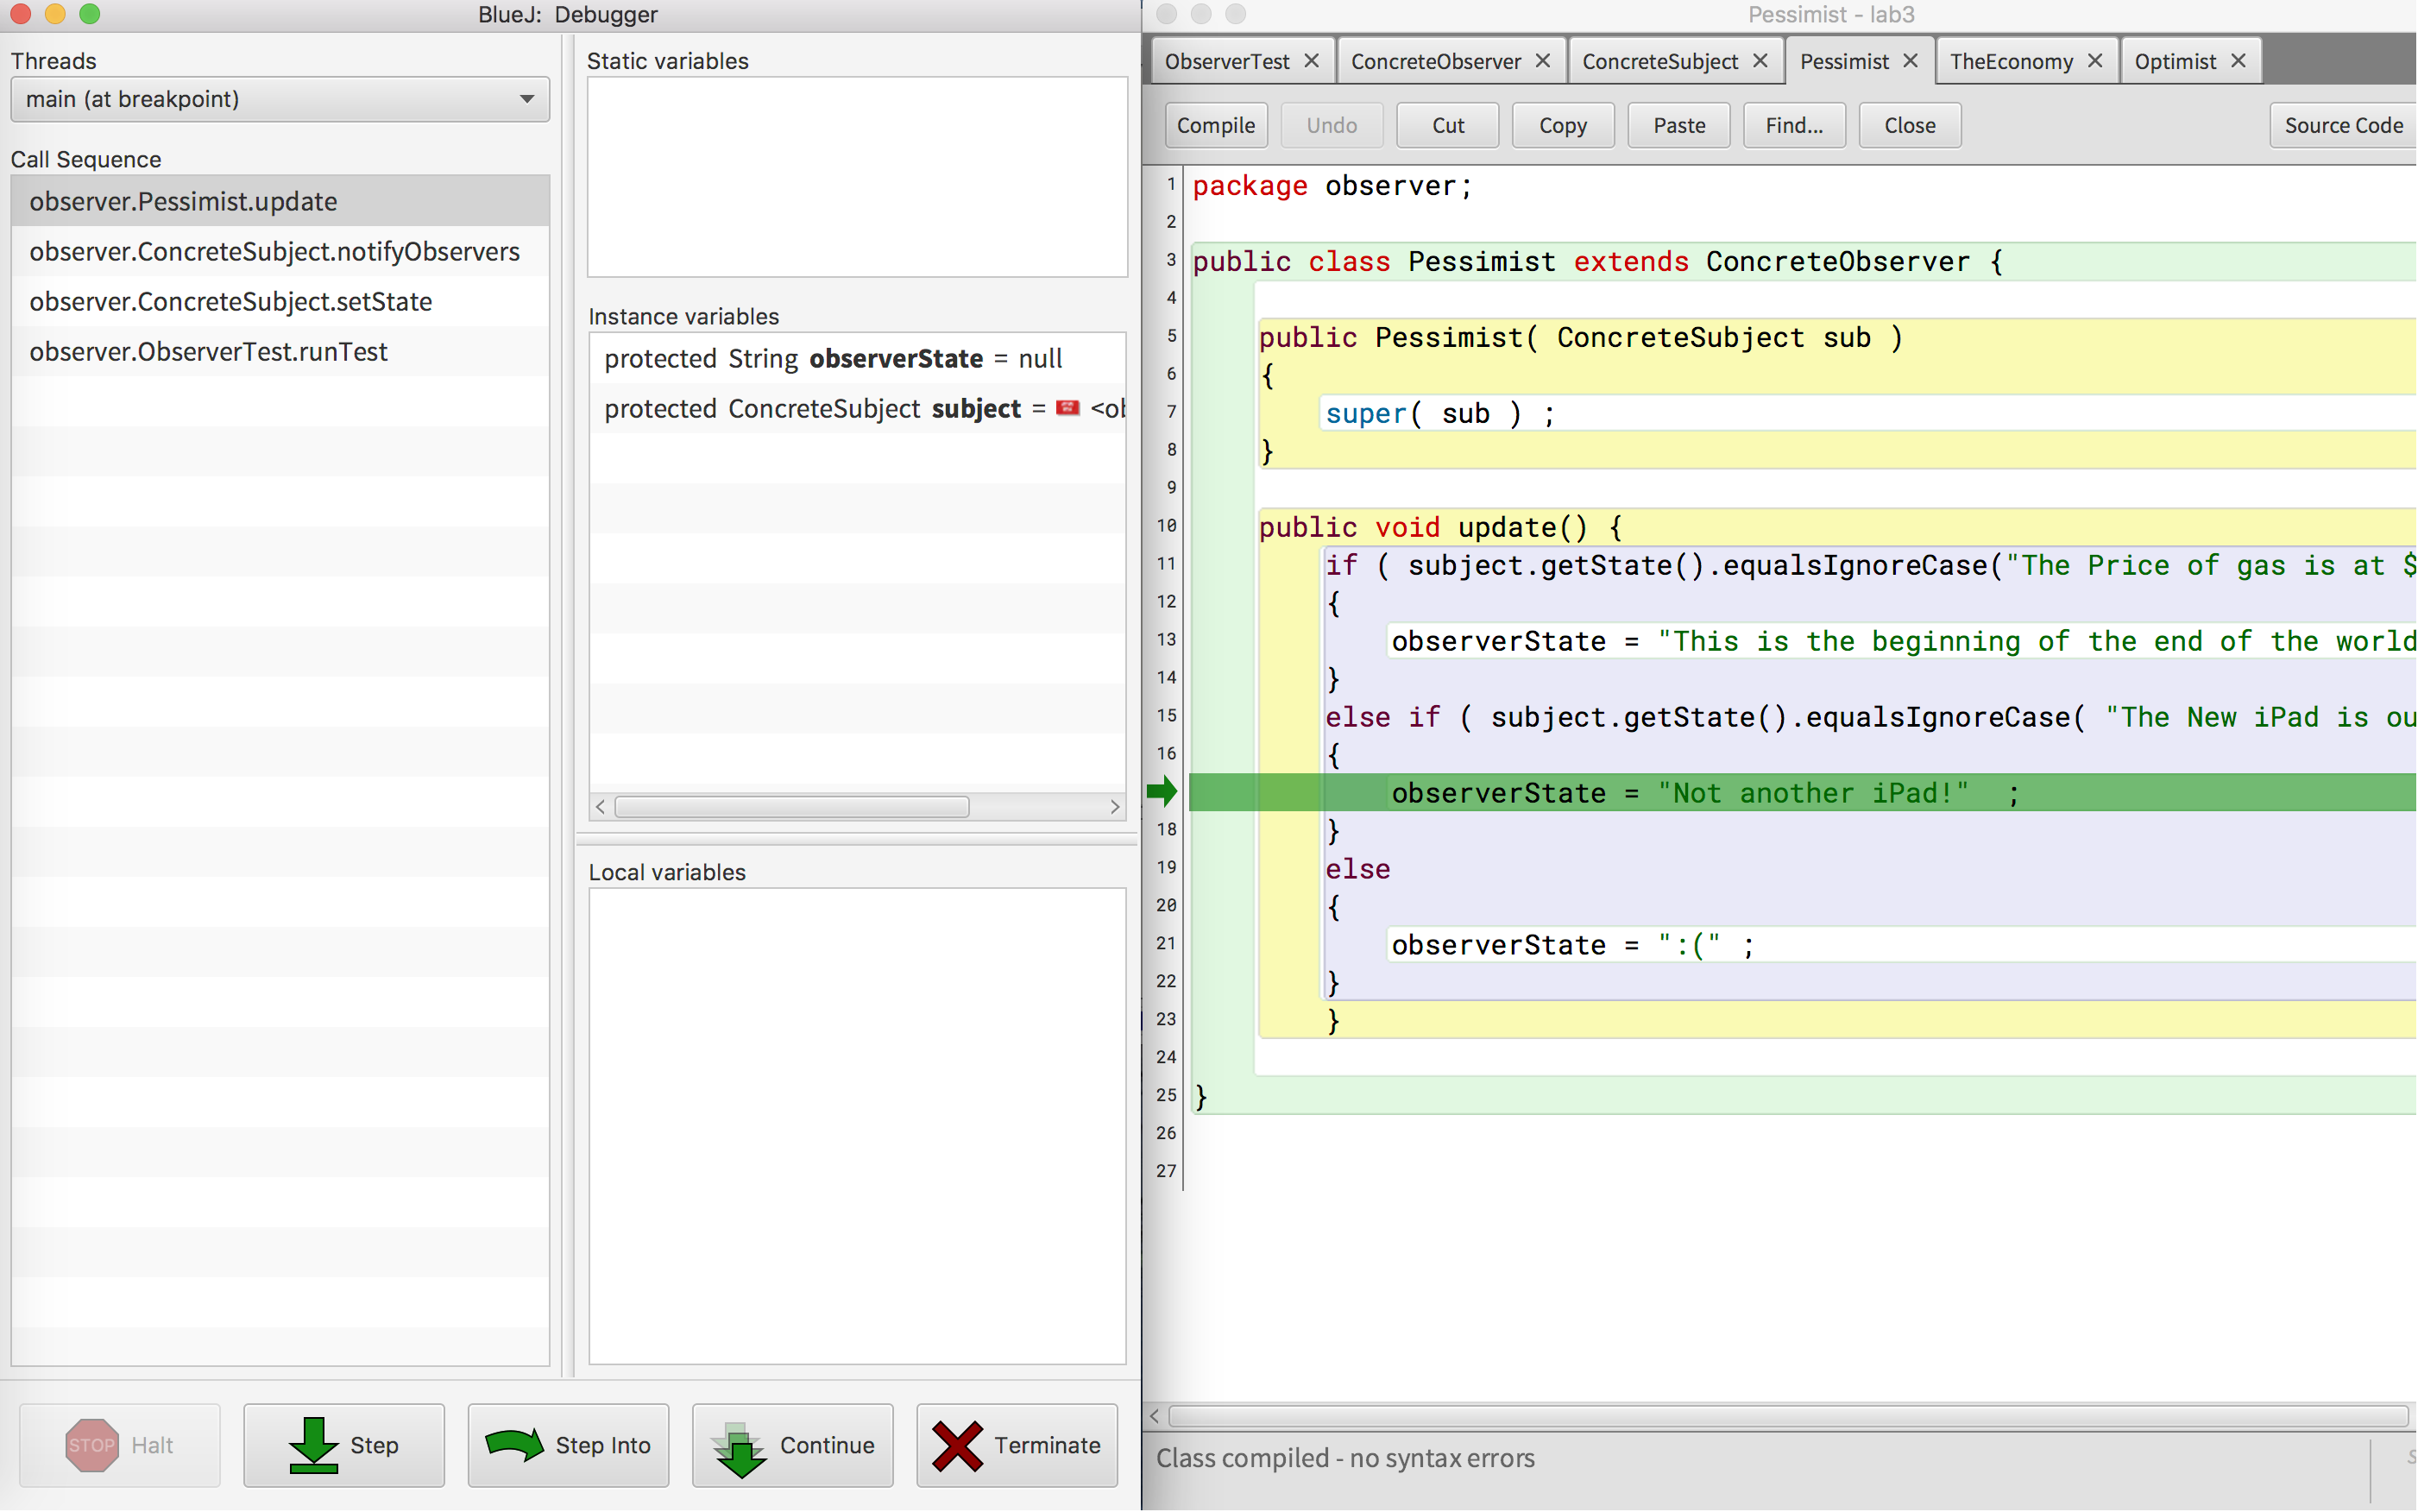 BlueJ: Debugger
Threads
main (at breakpoint)
Call Sequence
observer.Pessimist.update
observer.ConcreteSubject.notifyObservers
observer.ConcreteSubject.setState
observer.ObserverTest.runTest
Static variables
Instance variables
protected String observerState = null
protected ConcreteSubject subject = <ob
Local variables
STOP Halt
Step
Step Into
Continue
Terminate
Pessimist - lab3
ObserverTest ConcreteObserver ConcreteSubject Pessimist TheEconomy Optimist
Compile Undo Cut Copy Paste Find... Close Source Code
1 package observer;
2
3 public class Pessimist extends ConcreteObserver {
4
5 public Pessimist( ConcreteSubject sub )
6 {
7 super( sub ) ;
8 }
9
10 public void update() {
11 if ( subject.getState().equalsIgnoreCase("The Price of gas is at $
12 {
13 observerState = "This is the beginning of the end of the world
14 }
15 else if ( subject.getState().equalsIgnoreCase( "The New iPad is ou
16 {
observerState = "Not another iPad!" ;
18 }
19 else
20 {
21 observerState = ":(" ;
22 }
23 }
24
25 }
26
27
Class compiled - no syntax errors